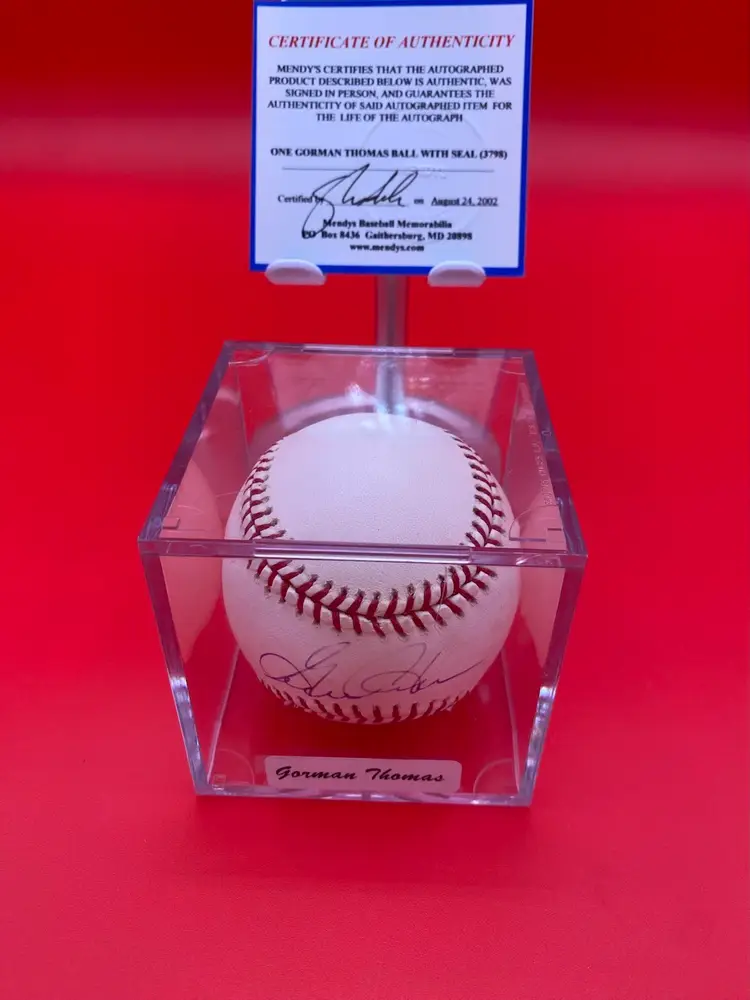 CERTIFICATE OF AUTHENTICITY
MENDY'S CERTIFIES THAT THE AUTOGRAPHED
PRODUCT DESCRIBED BELOW IS AUTHENTIC, WAS
SIGNED IN PERSON, AND GUARANTEES THE
AUTHENTICITY OF SAID AUTOGRAPHED ITEM FOR
THE LIFE OF THE AUTOGRAPH
ONE GORMAN THOMAS BALL WITH SEAL (3798)
Certified by on August 24, 2002
Mendys Baseball Memorabilia
PO Box 8436 Gaithersburg, MD 20898
www.mendys.com
Gorman Thomas